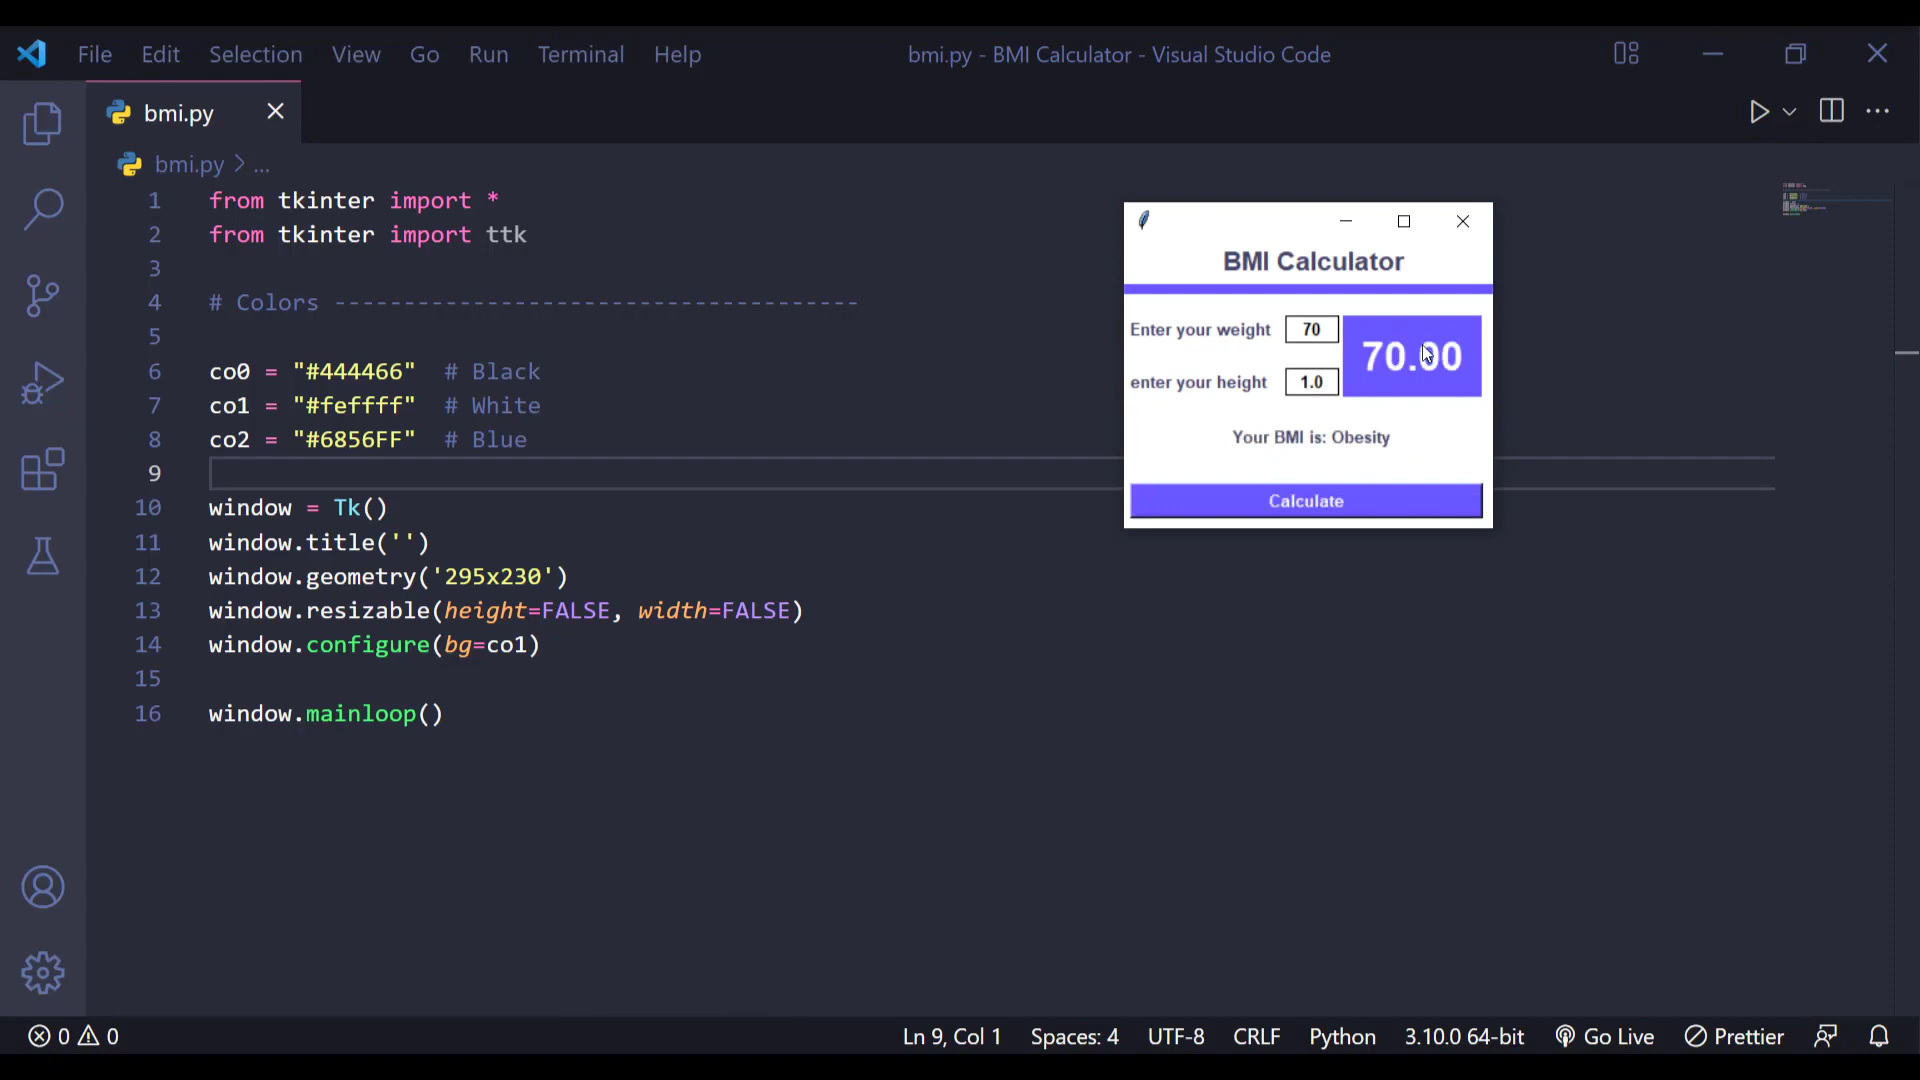 File Edit Selection View Go Run Terminal Help bmi.py - BMI Calculator - Visual Studio Code
bmi.py
bmi.py > ...
1 from tkinter import *
2 from tkinter import ttk
3
4 # Colors --------------------------------------
5
6 co0 = "#444466"  # Black
7 co1 = "#feffff"  # White
8 co2 = "#6856FF"  # Blue
9
10 window = Tk()
11 window.title('')
12 window.geometry('295x230')
13 window.resizable(height=FALSE, width=FALSE)
14 window.configure(bg=co1)
15
16 window.mainloop()
BMI Calculator
Enter your weight 70
70.00
enter your height 1.0
Your BMI is: Obesity
Calculate
0 0 Ln 9, Col 1 Spaces: 4 UTF-8 CRLF Python 3.10.0 64-bit Go Live Prettier